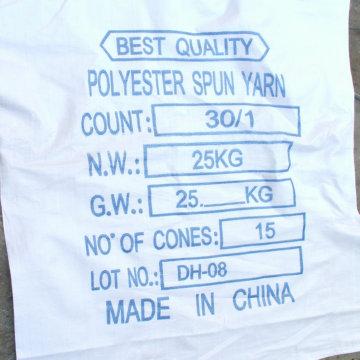 BEST QUALITY
POLYESTER SPUN YARN
COUNT: 30/1
N.W.: 25KG
G.W.: 25.___KG
NO° OF CONES: 15
LOT NO.: DH-08
MADE IN CHINA